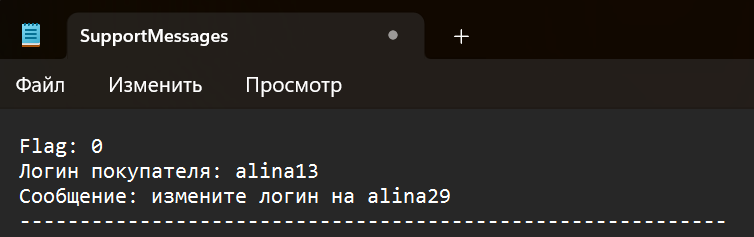 SupportMessages
Файл Изменить Просмотр
Flag: 0
Логин покупателя: alina13
Сообщение: измените логин на alina29
-----------------------------------------------------------